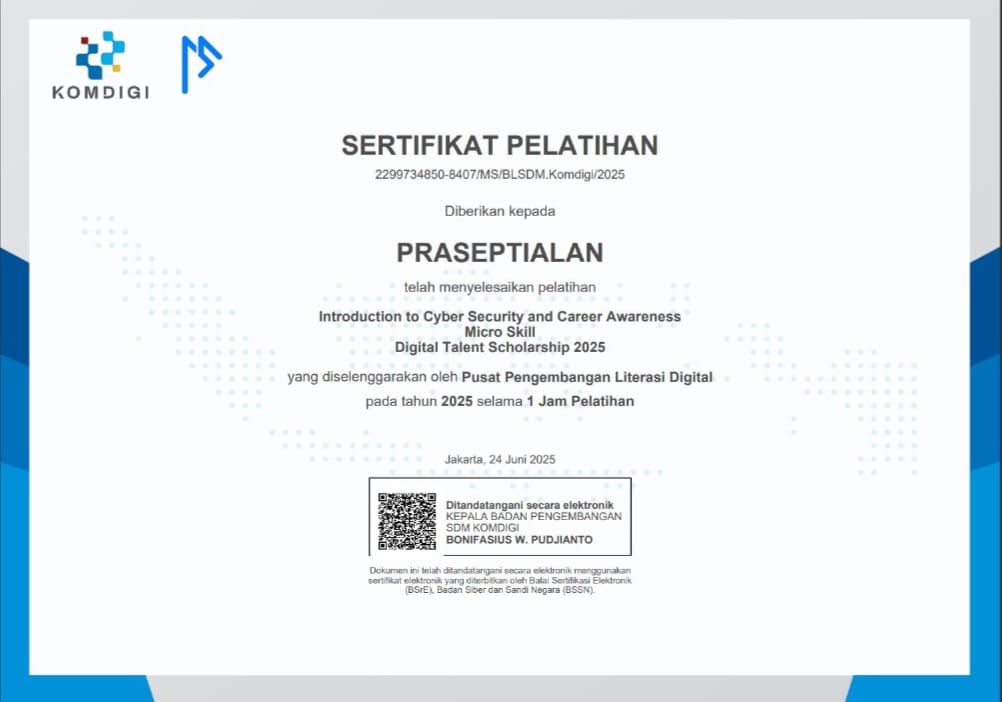 KOMDIGI
SERTIFIKAT PELATIHAN
2299734850-8407/MS/BLSDM.Komdigi/2025
Diberikan kepada
PRASEPTIALAN
telah menyelesaikan pelatihan
Introduction to Cyber Security and Career Awareness
Micro Skill
Digital Talent Scholarship 2025
yang diselenggarakan oleh Pusat Pengembangan Literasi Digital
pada tahun 2025 selama 1 Jam Pelatihan
Jakarta, 24 Juni 2025
Ditandatangani secara elektronik
KEPALA BADAN PENGEMBANGAN
SDM KOMDIGI
BONIFASIUS W. PUDJIANTO
Dokumen ini telah ditandatangani secara elektronik menggunakan
sertifikat elektronik yang diterbitkan oleh Balai Sertifikasi Elektronik
(BSrE), Badan Siber dan Sandi Negara (BSSN).